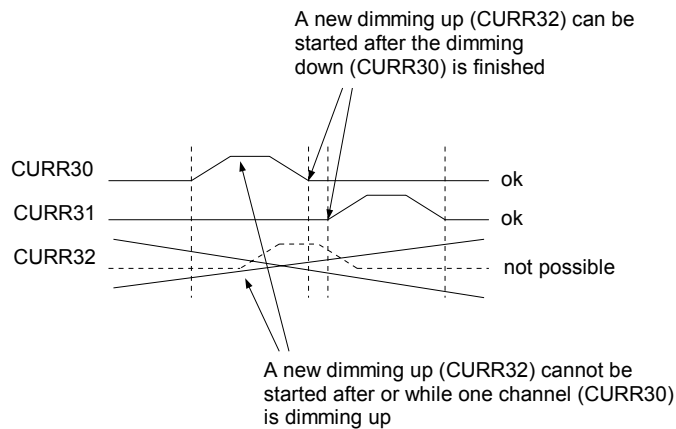 A new dimming up (CURR32) can be
started after the dimming
down (CURR30) is finished
CURR30
ok
CURR31
ok
CURR32
not possible
A new dimming up (CURR32) cannot be
started after or while one channel (CURR30)
is dimming up